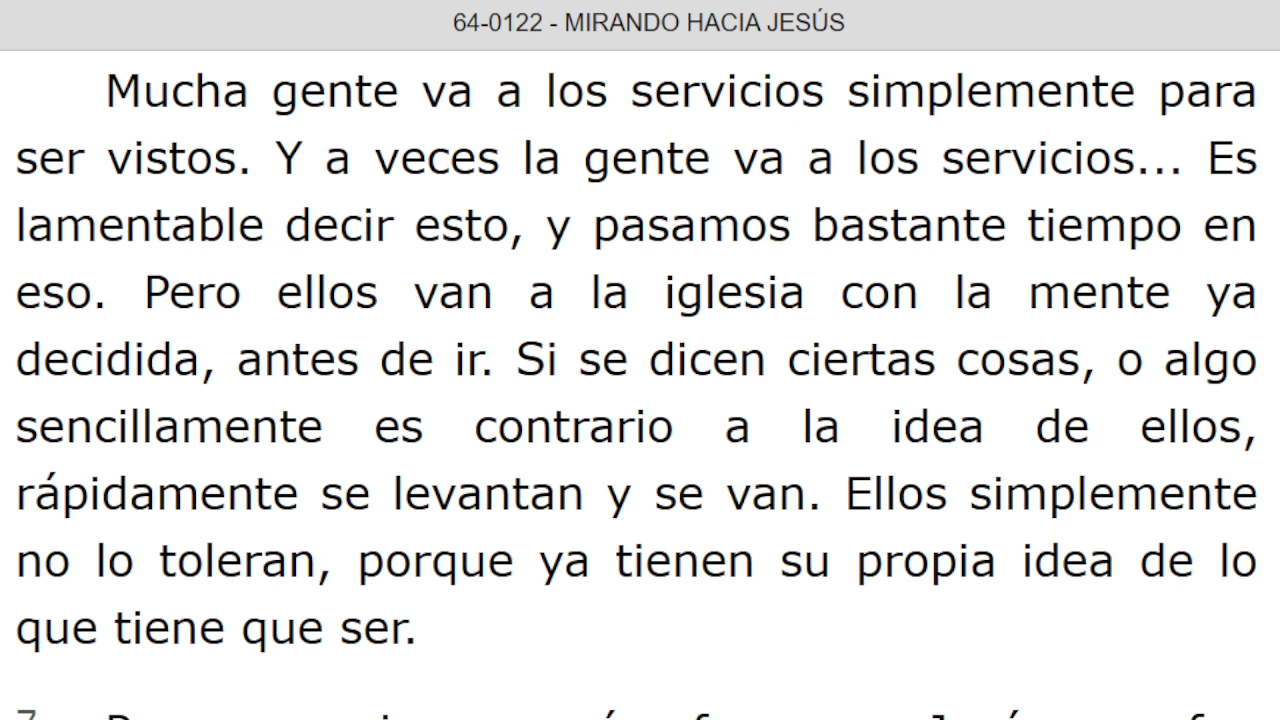 64-0122 - MIRANDO HACIA JESÚS
Mucha gente va a los servicios simplemente para
ser vistos. Y a veces la gente va a los servicios... Es
lamentable decir esto, y pasamos bastante tiempo en
eso. Pero ellos van a la iglesia con la mente ya
decidida, antes de ir. Si se dicen ciertas cosas, o algo
sencillamente es contrario a la idea de ellos,
rápidamente se levantan y se van. Ellos simplemente
no lo toleran, porque ya tienen su propia idea de lo
que tiene que ser.